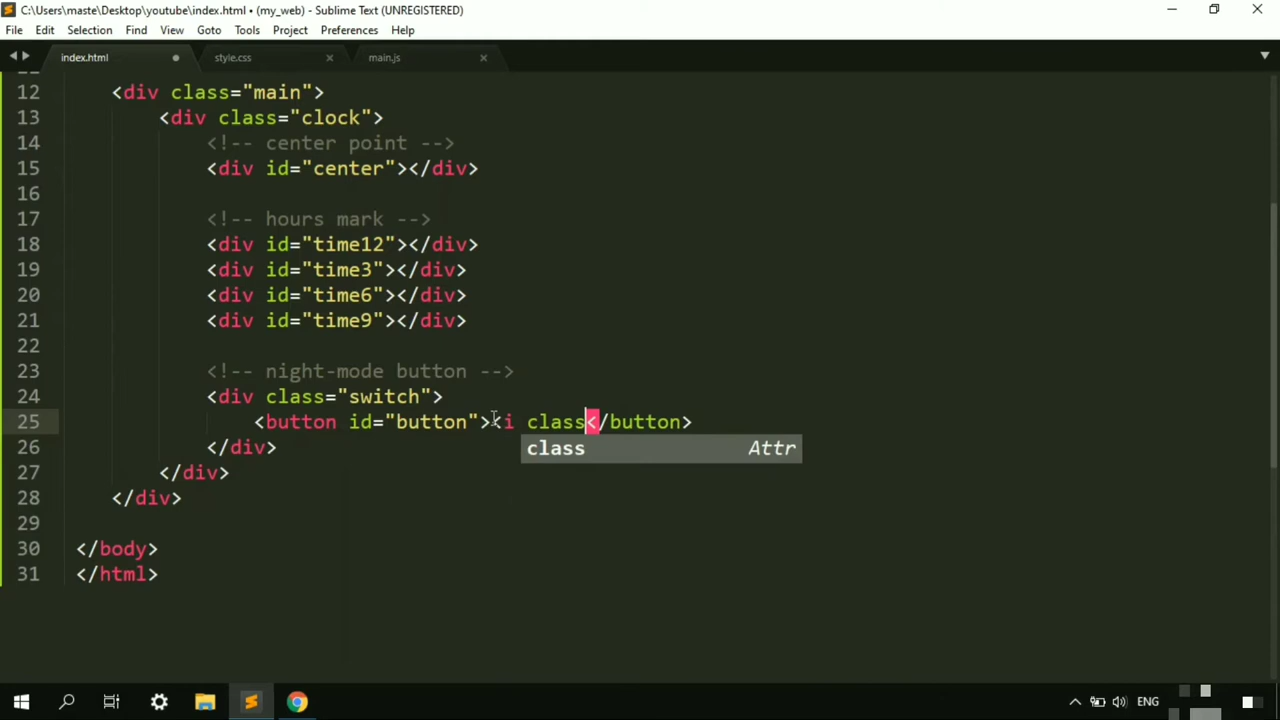 C:\Users\maste\Desktop\youtube\index.html • (my_web) - Sublime Text (UNREGISTERED)
File Edit Selection Find View Goto Tools Project Preferences Help
index.html style.css main.js
12 <div class="main">
13 <div class="clock">
14 <!-- center point -->
15 <div id="center"></div>
16
17 <!-- hours mark -->
18 <div id="time12"></div>
19 <div id="time3"></div>
20 <div id="time6"></div>
21 <div id="time9"></div>
22
23 <!-- night-mode button -->
24 <div class="switch">
25 <button id="button"><i class</button>
class Attr
26 </div>
27 </div>
28 </div>
29
30 </body>
31 </html>
ENG